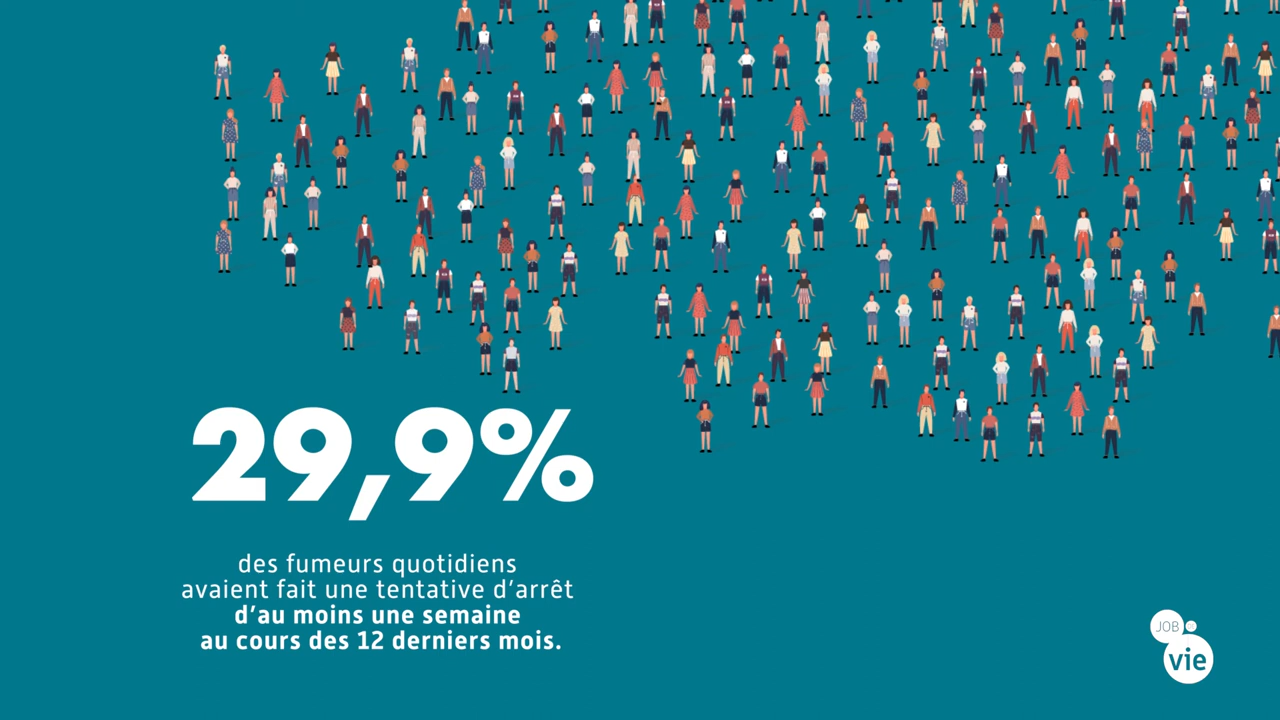 29,9%
des fumeurs quotidiens
avaient fait une tentative d'arrêt
d'au moins une semaine
au cours des 12 derniers mois.
JOB
vie